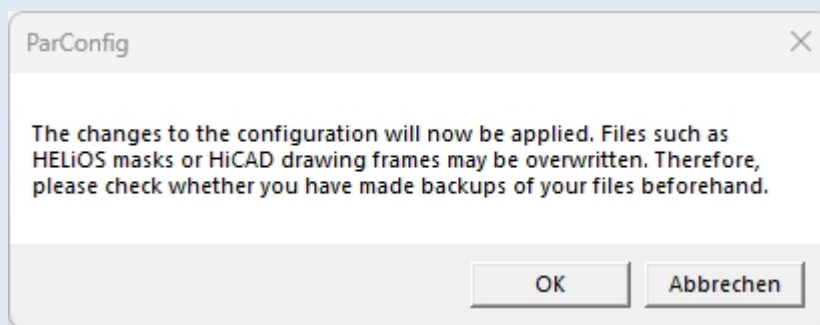 ParConfig
The changes to the configuration will now be applied. Files such as
HELiOS masks or HiCAD drawing frames may be overwritten. Therefore,
please check whether you have made backups of your files beforehand.
OK
Abbrechen